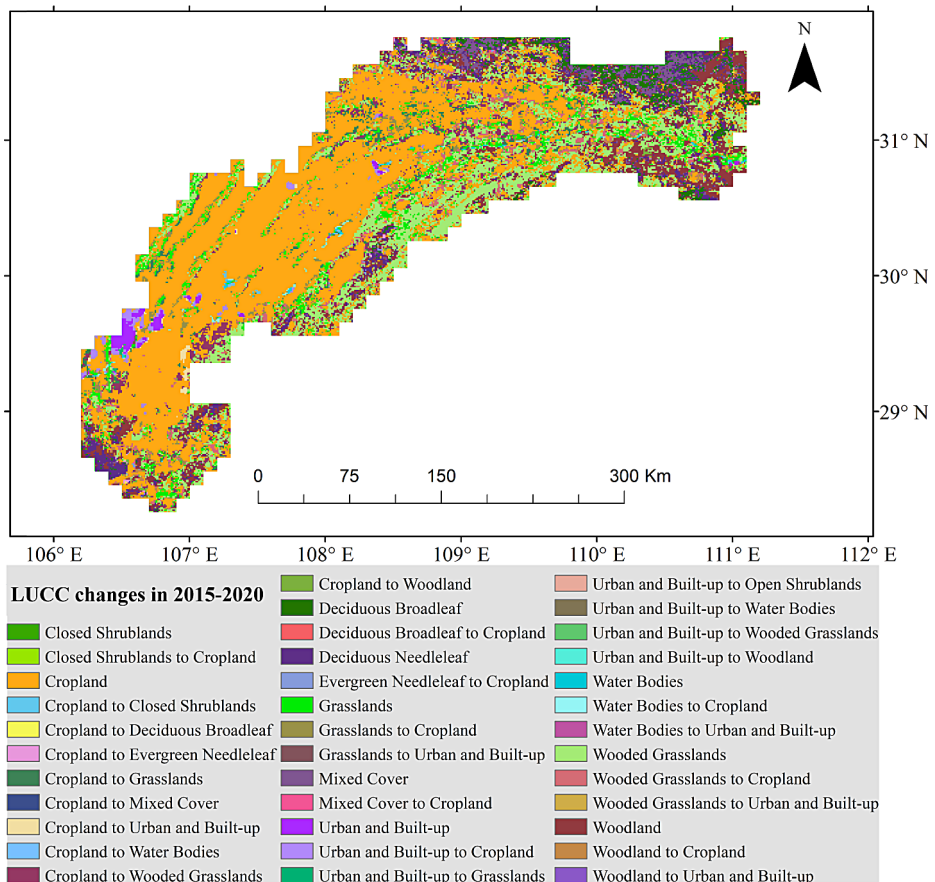 N
31° N
30° N
29° N
0 75 150 300 Km
106° E 107° E 108° E 109° E 110° E 111° E 112° E
LUCC changes in 2015-2020
Closed Shrublands
Closed Shrublands to Cropland
Cropland
Cropland to Closed Shrublands
Cropland to Deciduous Broadleaf
Cropland to Evergreen Needleleaf
Cropland to Grasslands
Cropland to Mixed Cover
Cropland to Urban and Built-up
Cropland to Water Bodies
Cropland to Wooded Grasslands
Cropland to Woodland
Deciduous Broadleaf
Deciduous Broadleaf to Cropland
Deciduous Needleleaf
Evergreen Needleleaf to Cropland
Grasslands
Grasslands to Cropland
Grasslands to Urban and Built-up
Mixed Cover
Mixed Cover to Cropland
Urban and Built-up
Urban and Built-up to Cropland
Urban and Built-up to Grasslands
Urban and Built-up to Open Shrublands
Urban and Built-up to Water Bodies
Urban and Built-up to Wooded Grasslands
Urban and Built-up to Woodland
Water Bodies
Water Bodies to Cropland
Water Bodies to Urban and Built-up
Wooded Grasslands
Wooded Grasslands to Cropland
Wooded Grasslands to Urban and Built-up
Woodland
Woodland to Cropland
Woodland to Urban and Built-up